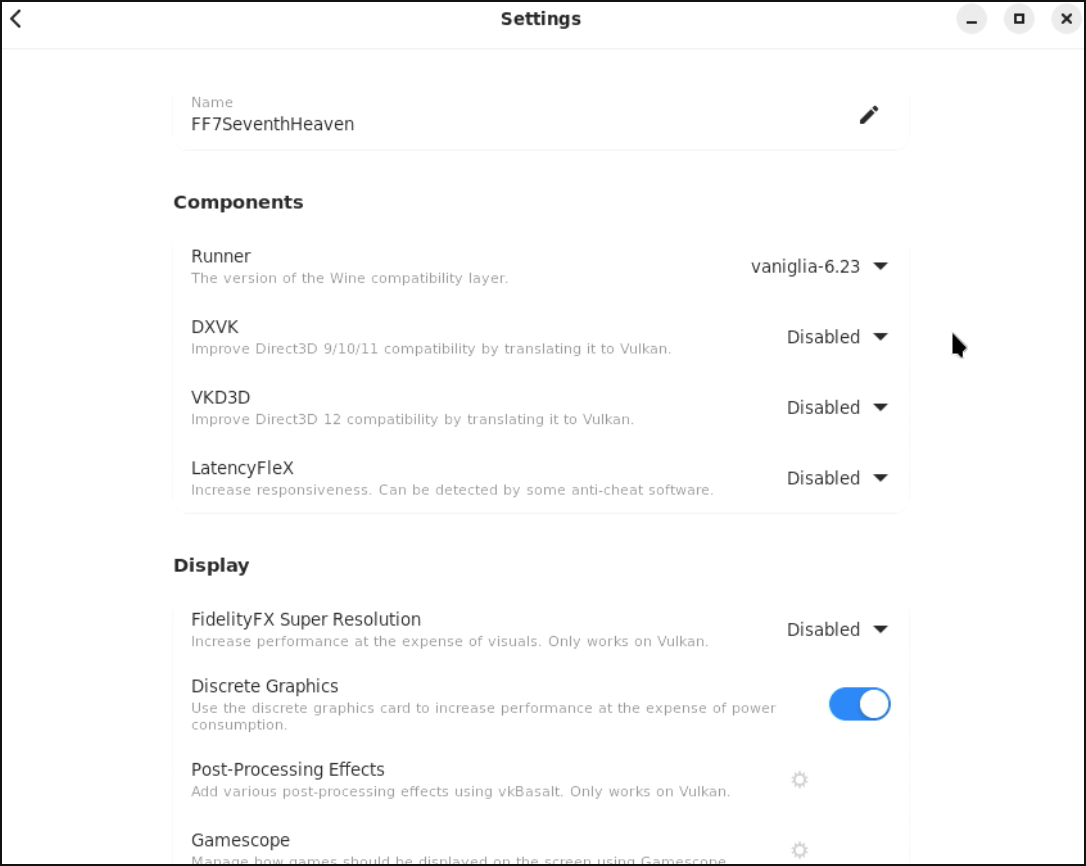 Settings
Name
FF7SeventhHeaven
Components
Runner
The version of the Wine compatibility layer.
vaniglia-6.23
DXVK
Improve Direct3D 9/10/11 compatibility by translating it to Vulkan.
Disabled
VKD3D
Improve Direct3D 12 compatibility by translating it to Vulkan.
Disabled
LatencyFleX
Increase responsiveness. Can be detected by some anti-cheat software.
Disabled
Display
FidelityFX Super Resolution
Increase performance at the expense of visuals. Only works on Vulkan.
Disabled
Discrete Graphics
Use the discrete graphics card to increase performance at the expense of power
consumption.
Post-Processing Effects
Add various post-processing effects using vkBasalt. Only works on Vulkan.
Gamescope
Manage how games should be displayed on the screen using Gamescope.